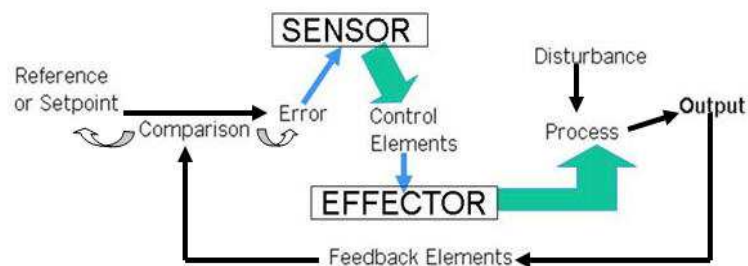 SENSOR
Disturbance
Reference
or Setpoint
Error
Output
Comparison
Control
Elements
Process
EFFECTOR
Feedback Elements